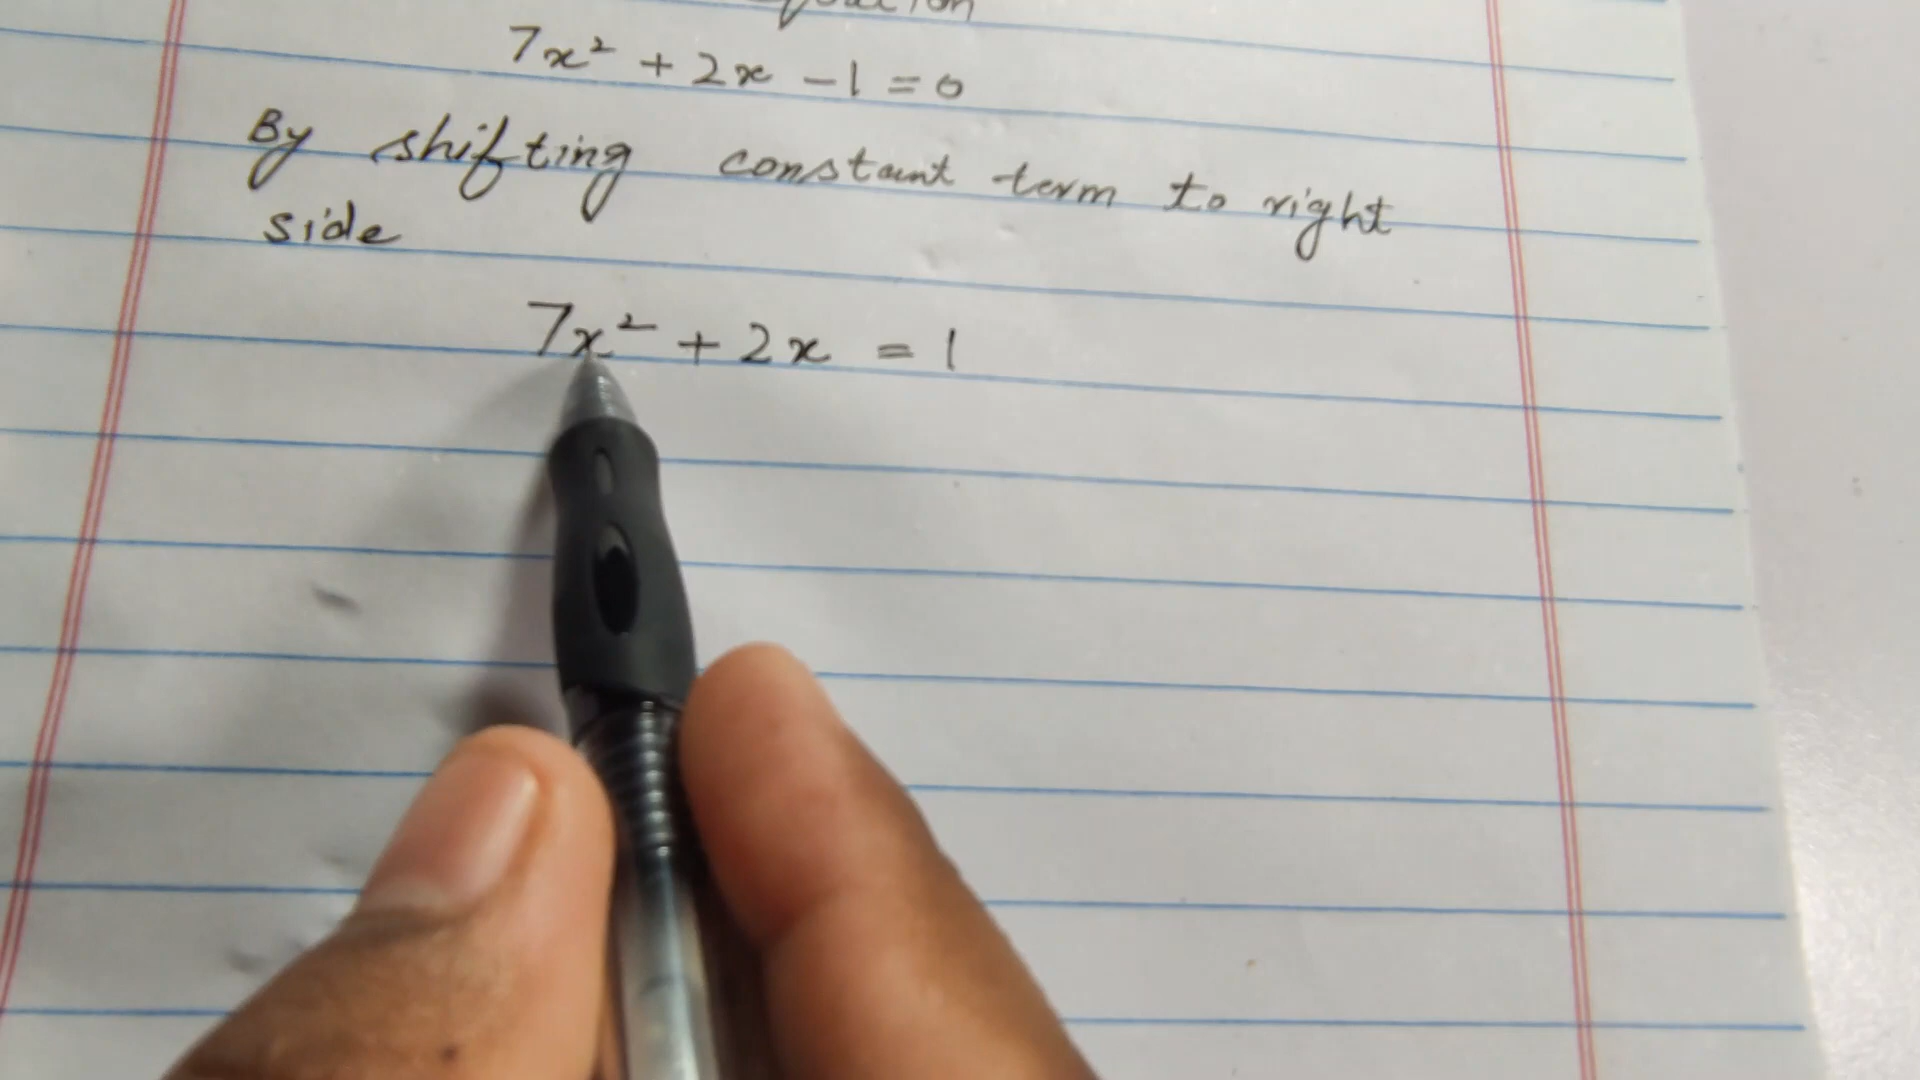 7x² + 2x - 1 = 0
By shifting constant term to right
side
7x² + 2x = 1